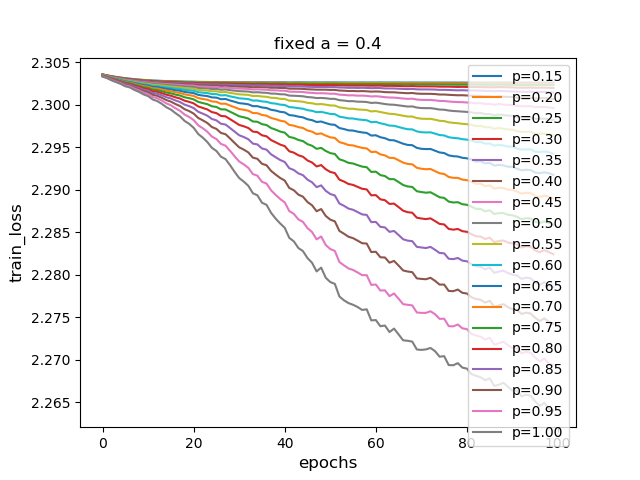 fixed a = 0.4
train_loss
2.305
2.300
2.295
2.290
2.285
2.280
2.275
2.270
2.265
p=0.15
p=0.20
p=0.25
p=0.30
p=0.35
p=0.40
p=0.45
p=0.50
p=0.55
p=0.60
p=0.65
p=0.70
p=0.75
p=0.80
p=0.85
p=0.90
p=0.95
p=1.00
0
20
40
60
80
100
epochs